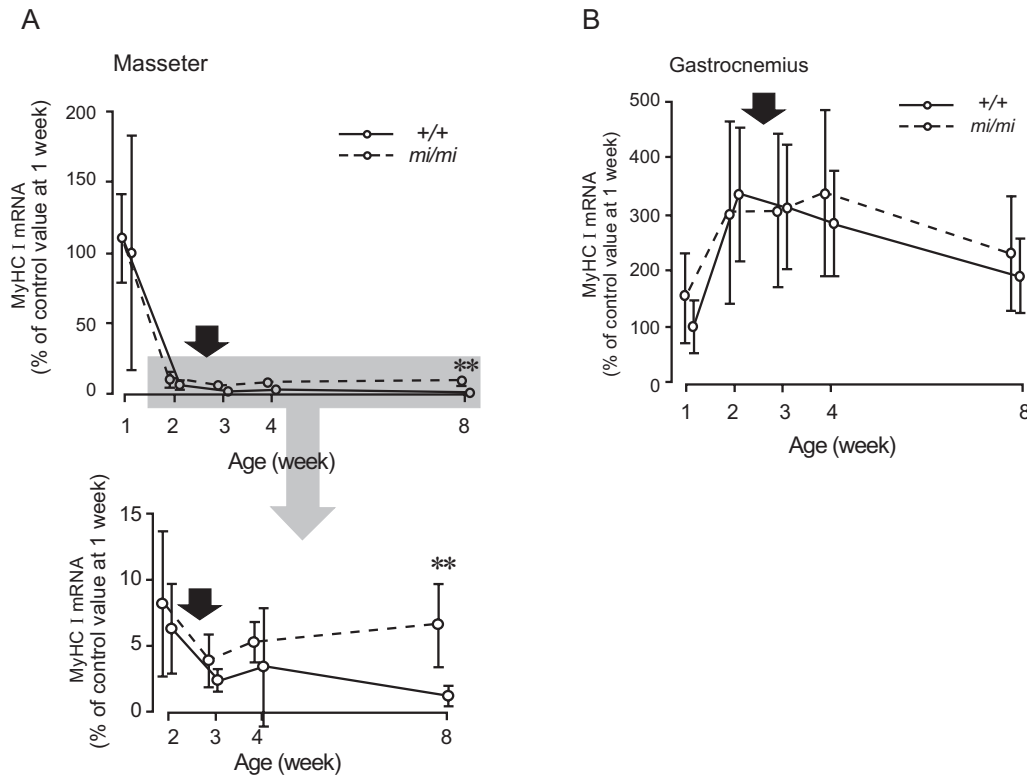 A
Masseter
MyHC I mRNA
(% of control value at 1 week)
200
150
100
50
0
+/+
mi/mi
**
1 2 3 4 8
Age (week)
MyHC I mRNA
(% of control value at 1 week)
15
10
5
0
**
2 3 4 8
Age (week)
B
Gastrocnemius
MyHC I mRNA
(% of control value at 1 week)
500
400
300
200
100
0
+/+
mi/mi
1 2 3 4 8
Age (week)